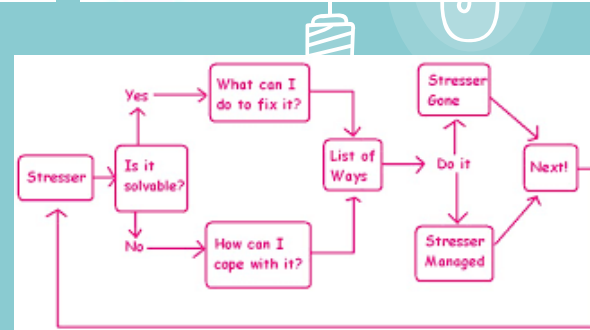 Stresser
Is it
solvable?
Yes
What can I
do to fix it?
No
How can I
cope with it?
List of
Ways
Do it
Stresser
Gone
Stresser
Managed
Next!